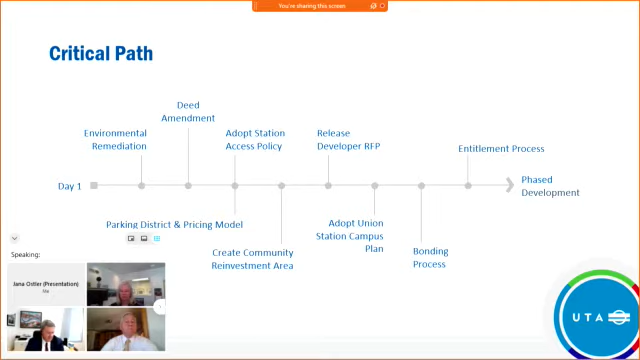 You're sharing this screen
Critical Path
Deed
Amendment
Environmental
Remediation
Adopt Station
Access Policy
Release
Developer RFP
Entitlement Process
Day 1
Phased
Development
Parking District & Pricing Model
Adopt Union
Station Campus
Plan
Create Community
Reinvestment Area
Bonding
Process
Speaking:
Jana Ostler (Presentation)
Me
UTA